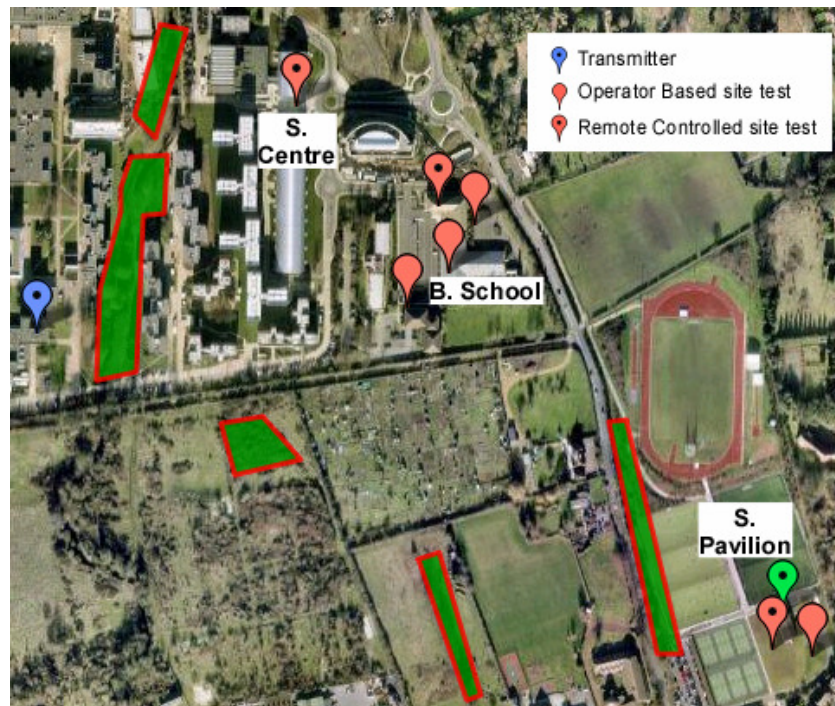 Transmitter
Operator Based site test
Remote Controlled site test
S.
Centre
B. School
S.
Pavilion